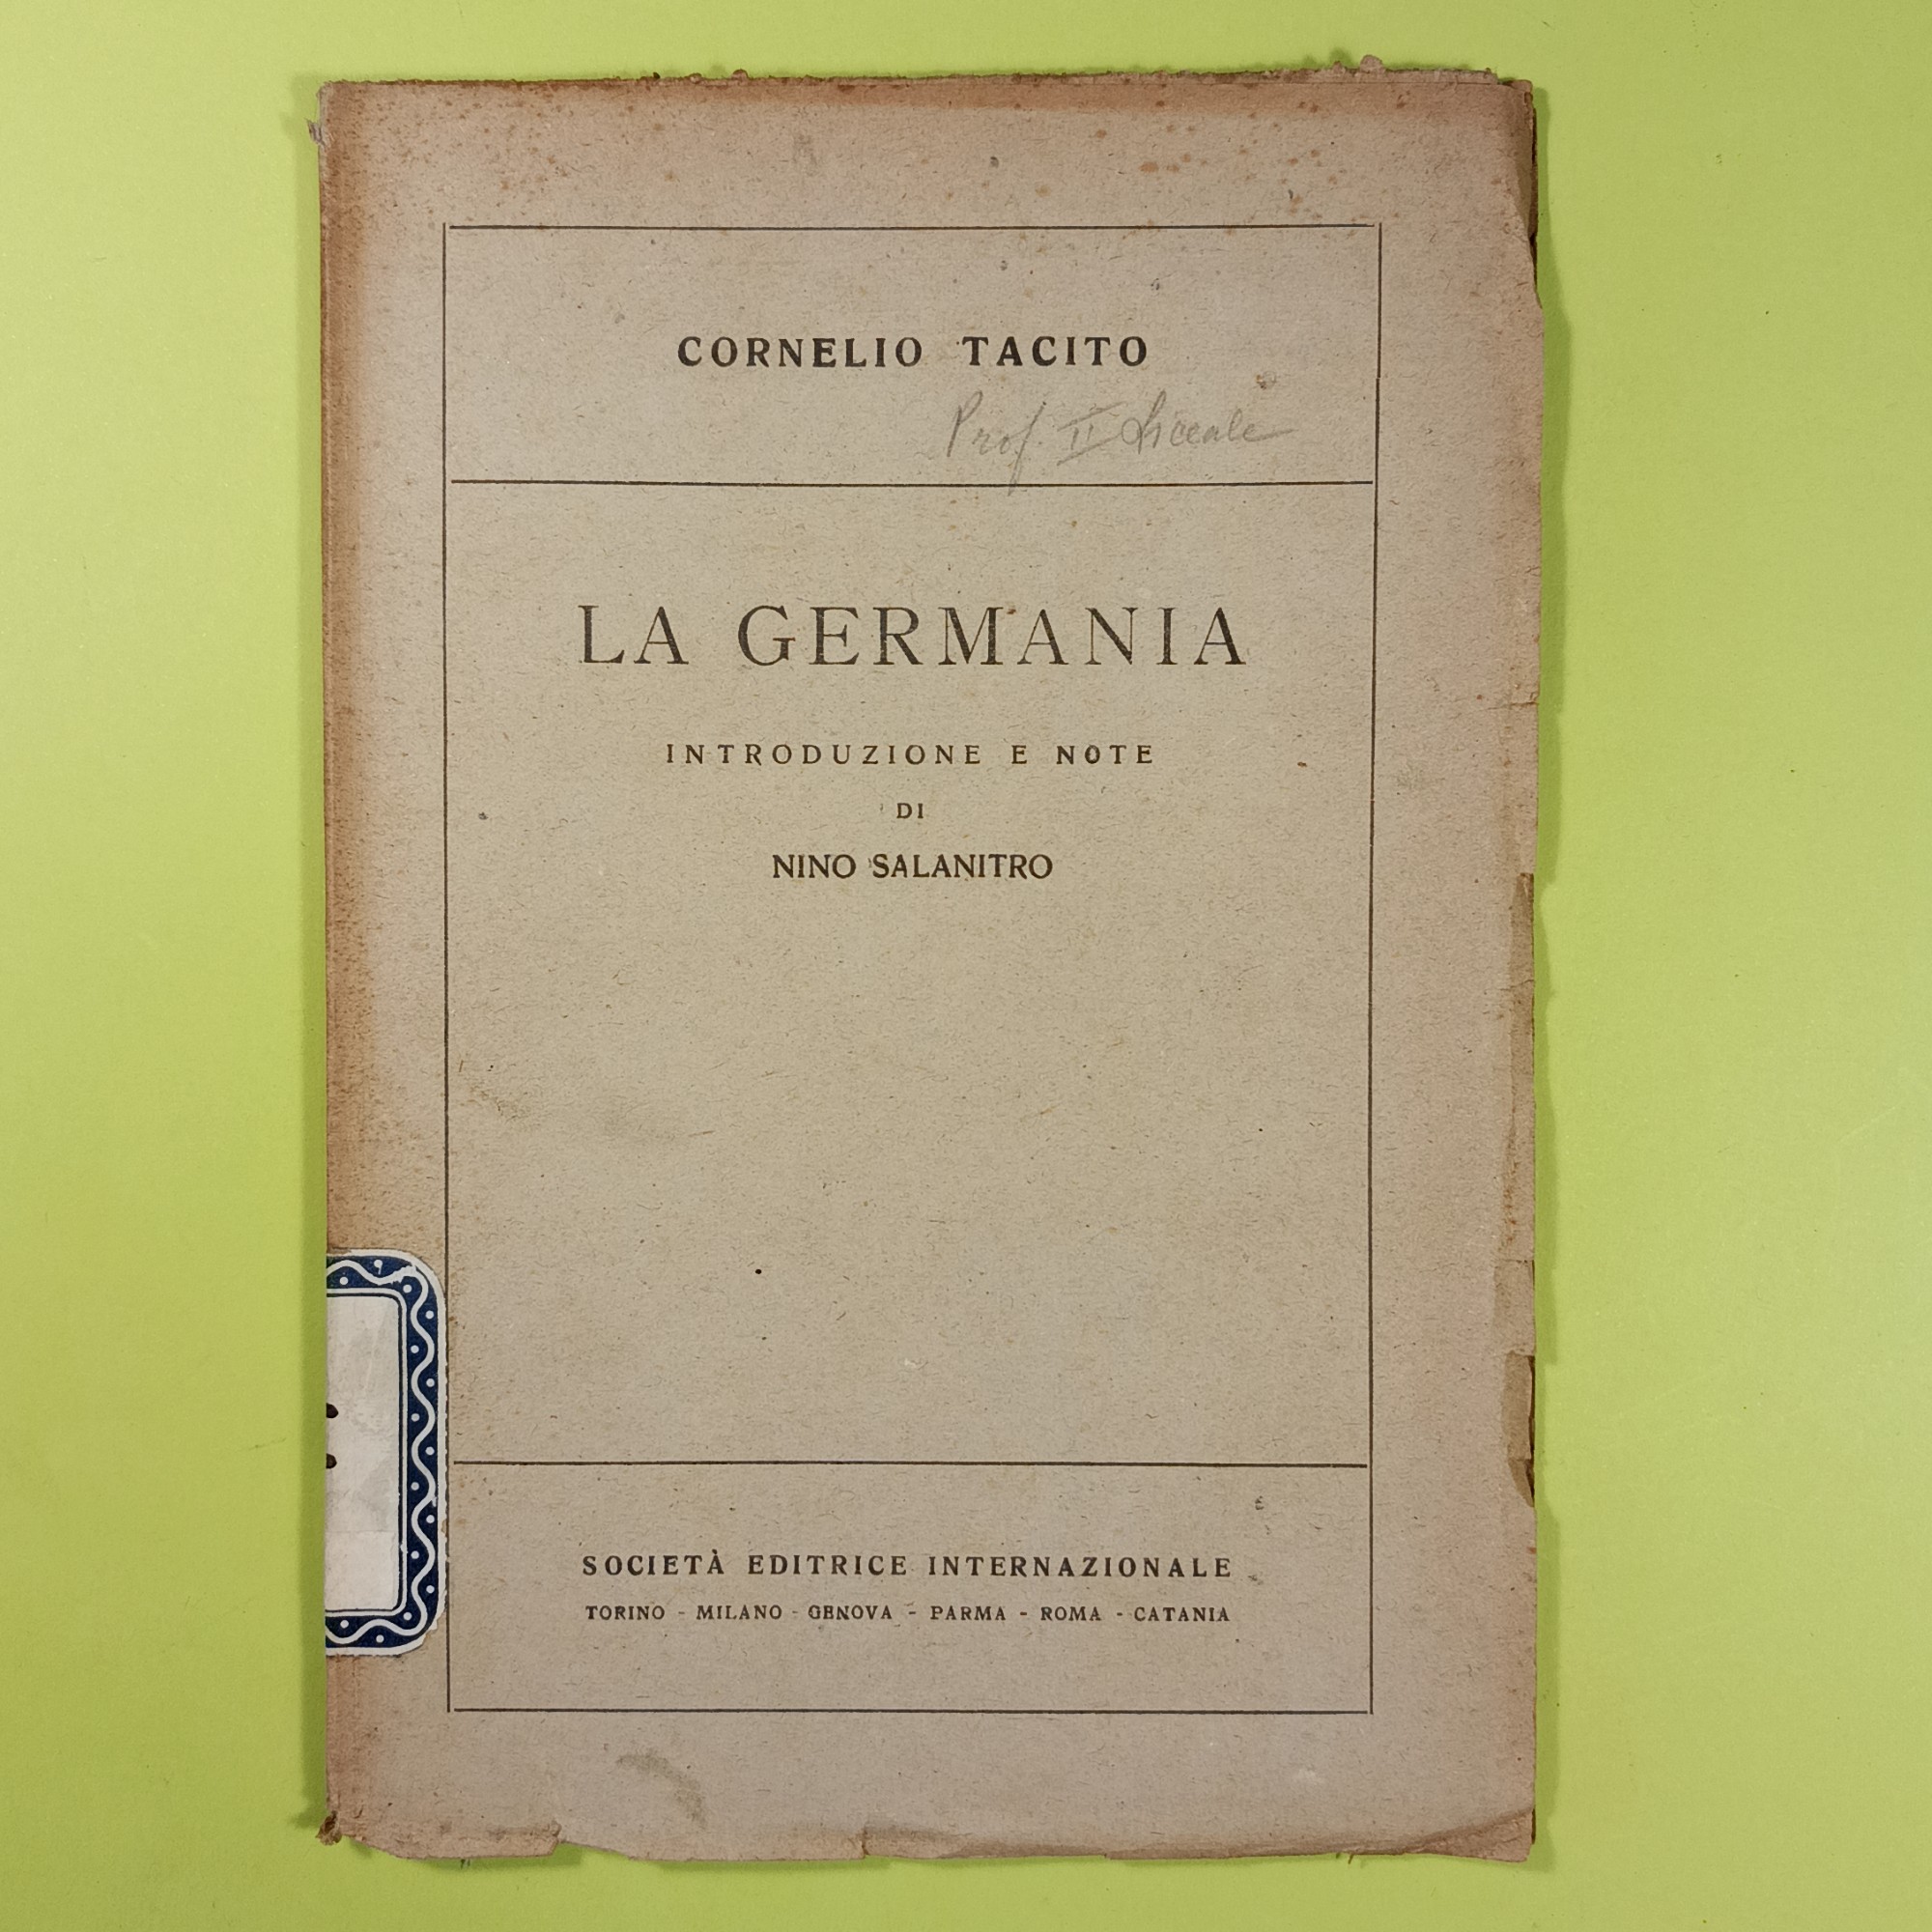 CORNELIO TACITO
Prof. II Liceale
LA GERMANIA
INTRODUZIONE E NOTE
DI
NINO SALANITRO
SOCIETÀ EDITRICE INTERNAZIONALE
TORINO - MILANO - GENOVA - PARMA - ROMA - CATANIA